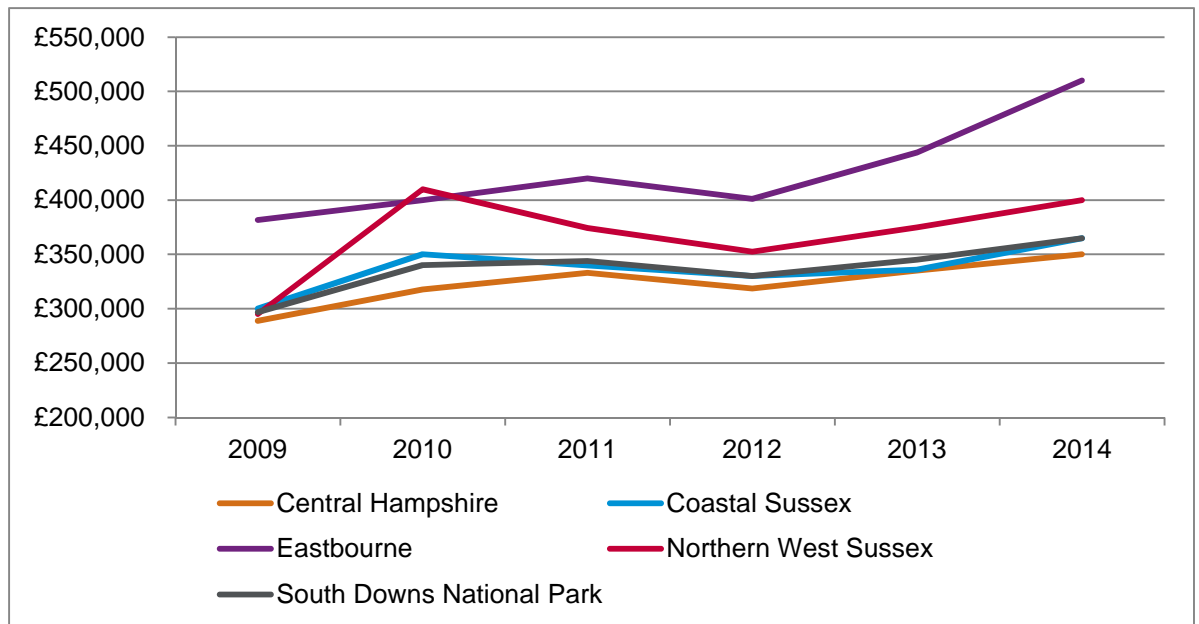 £550,000
£500,000
£450,000
£400,000
£350,000
£300,000
£250,000
£200,000
2009 2010 2011 2012 2013 2014
Central Hampshire Coastal Sussex
Eastbourne Northern West Sussex
South Downs National Park